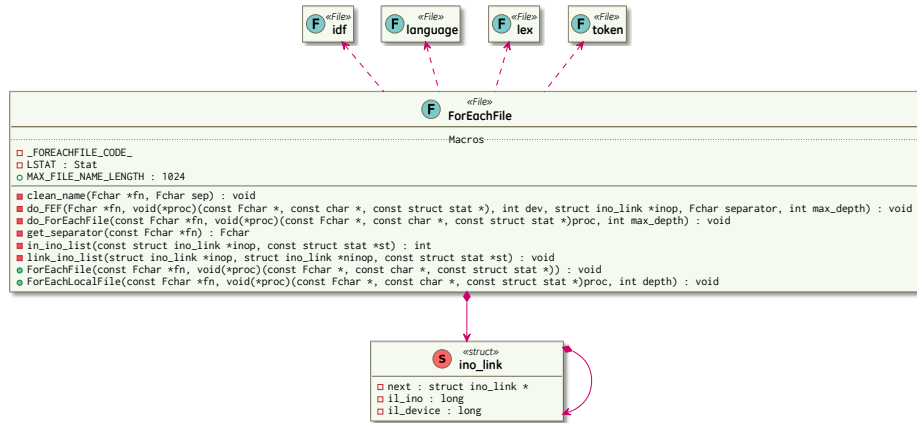 F «File» idf
F «File» language
F «File» lex
F «File» token
F «File» ForEachFile
Macros
_FOREACHFILE_CODE_
LSTAT : Stat
MAX_FILE_NAME_LENGTH : 1024
clean_name(Fchar *fn, Fchar sep) : void
do_FEF(Fchar *fn, void(*proc)(const Fchar *, const char *, const struct stat *), int dev, struct ino_link *inop, Fchar separator, int max_depth) : void
do_ForEachFile(const Fchar *fn, void(*proc)(const Fchar *, const char *, const struct stat *)proc, int max_depth) : void
get_separator(const Fchar *fn) : Fchar
in_ino_list(const struct ino_link *inop, const struct stat *st) : int
link_ino_list(struct ino_link *inop, struct ino_link *ninop, const struct stat *st) : void
ForEachFile(const Fchar *fn, void(*proc)(const Fchar *, const char *, const struct stat *)) : void
ForEachLocalFile(const Fchar *fn, void(*proc)(const Fchar *, const char *, const struct stat *)proc, int depth) : void
S «struct» ino_link
next : struct ino_link *
il_ino : long
il_device : long